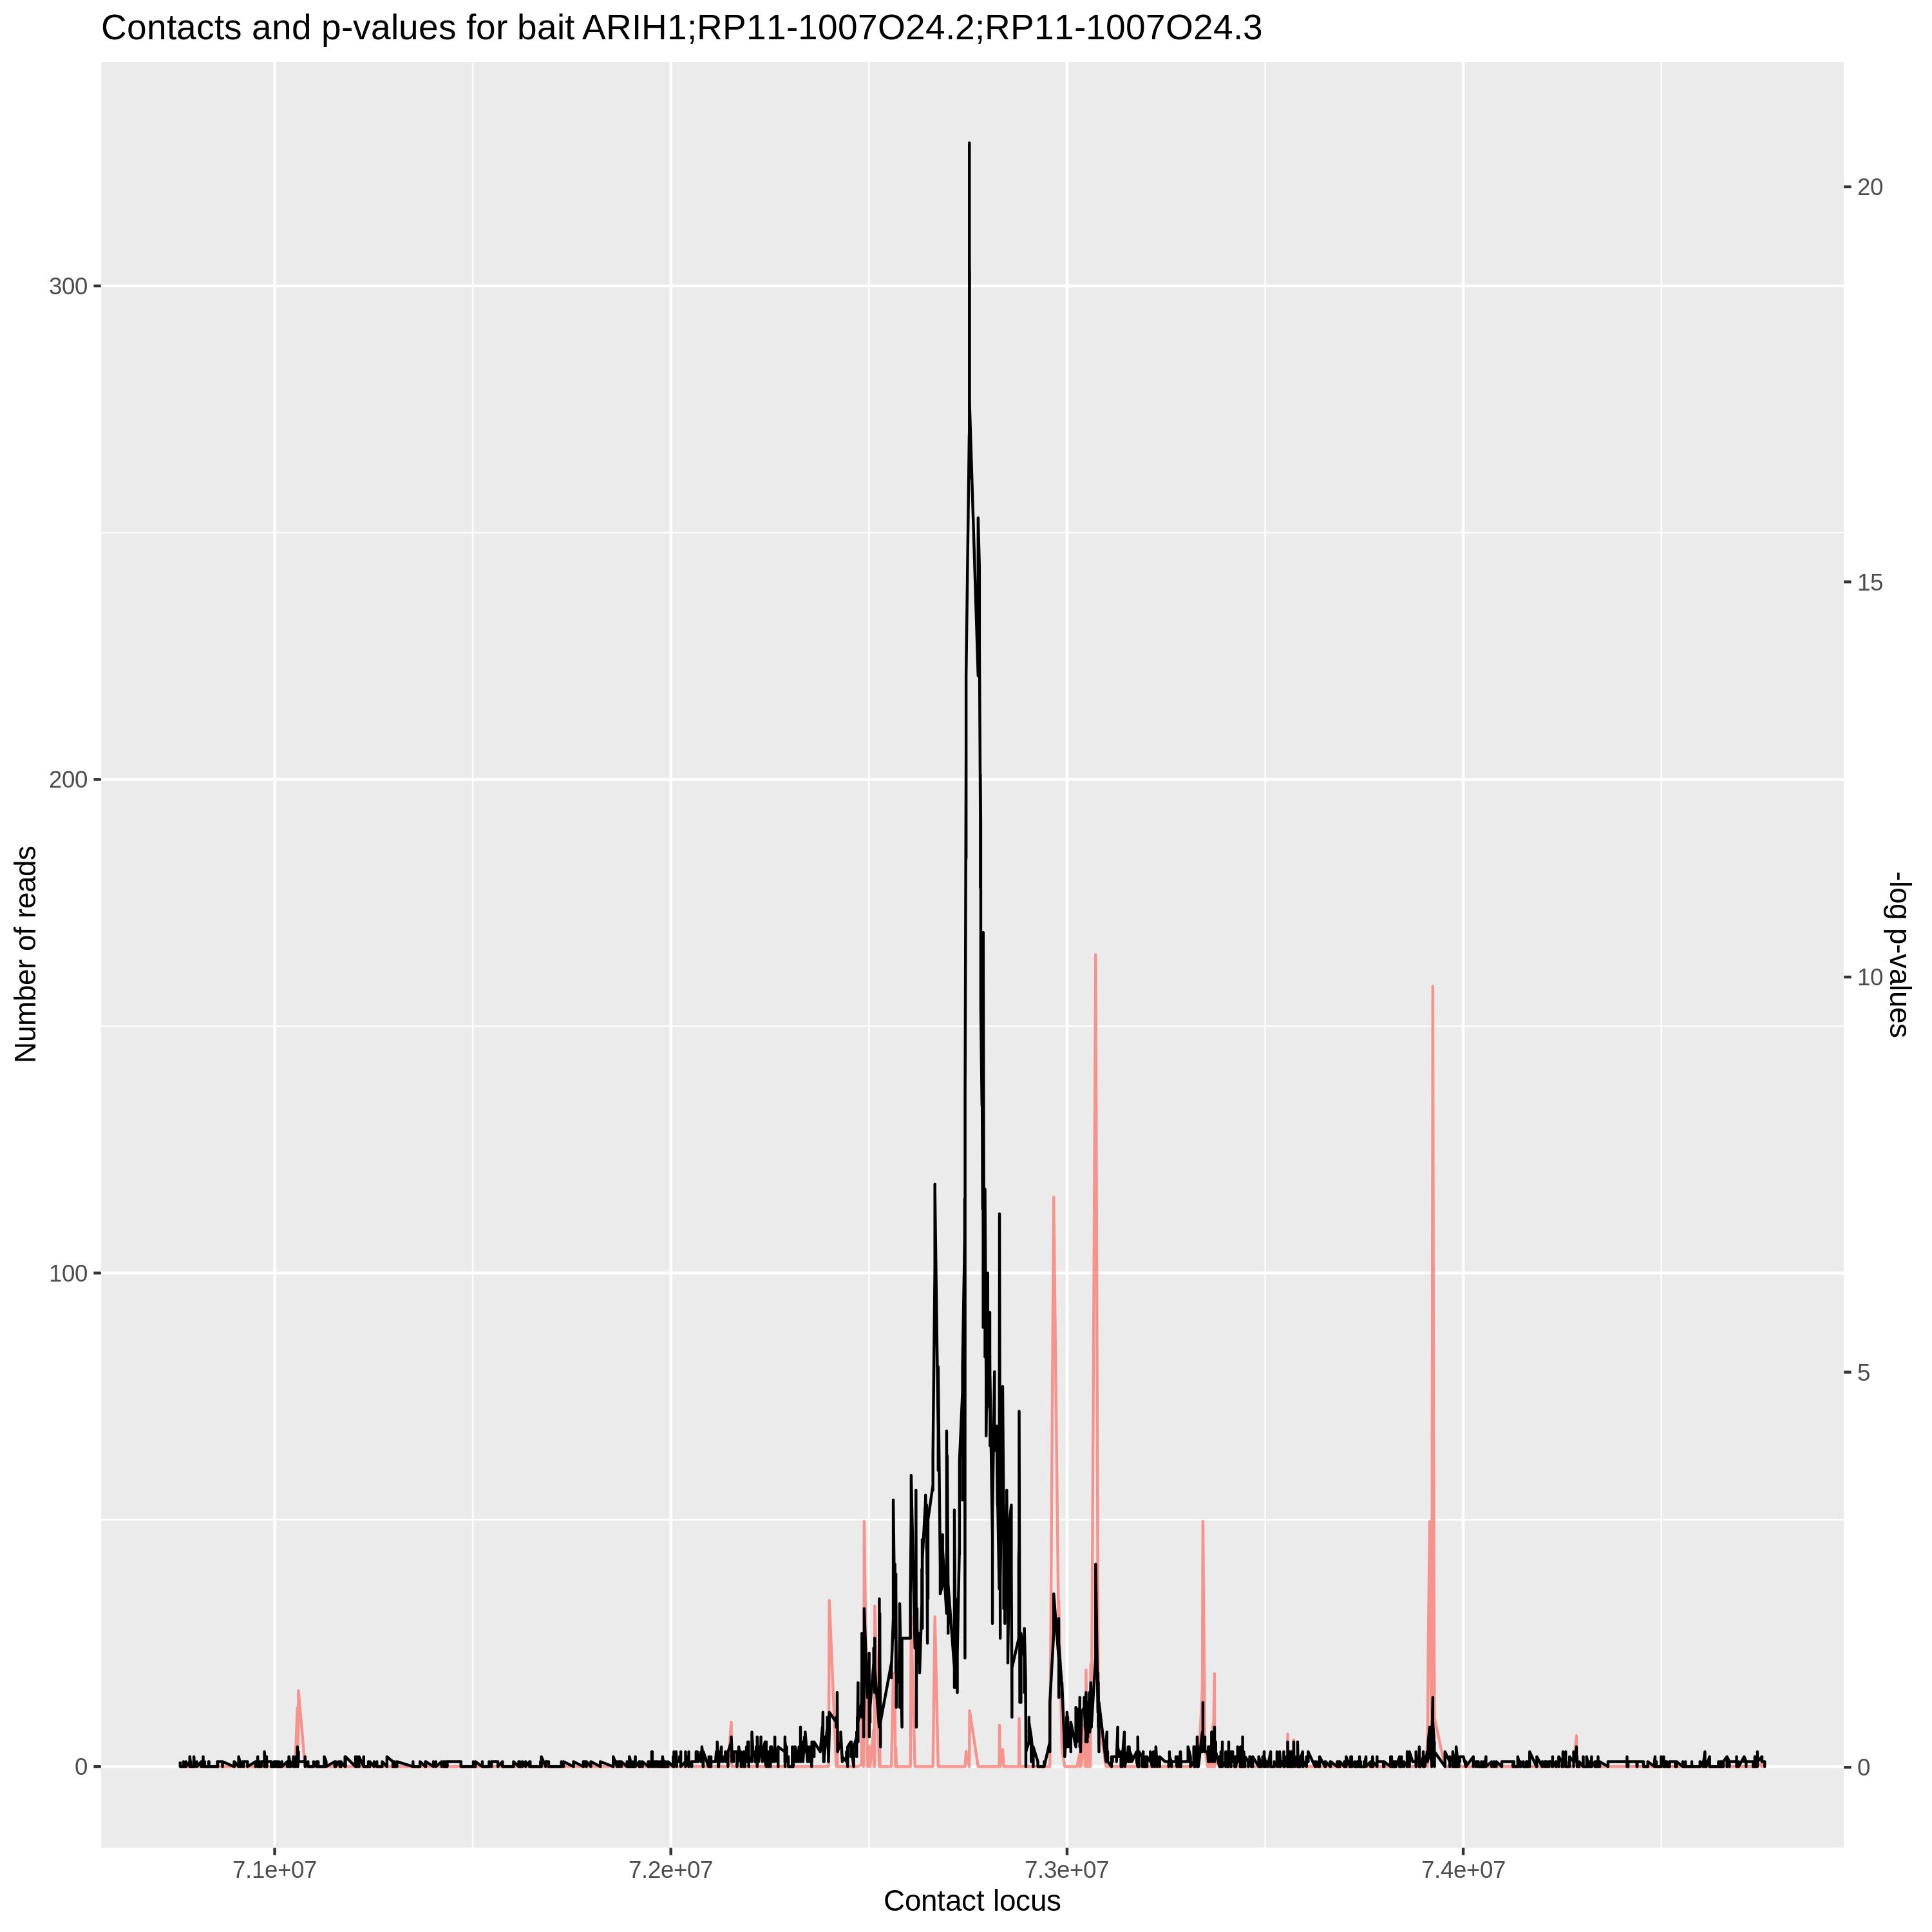 Contacts and p-values for bait ARIH1;RP11-1007O24.2;RP11-1007O24.3
300
200
100
0
Number of reads
20
15
10
5
0
-log p-values
7.1e+07
7.2e+07
7.3e+07
7.4e+07
Contact locus